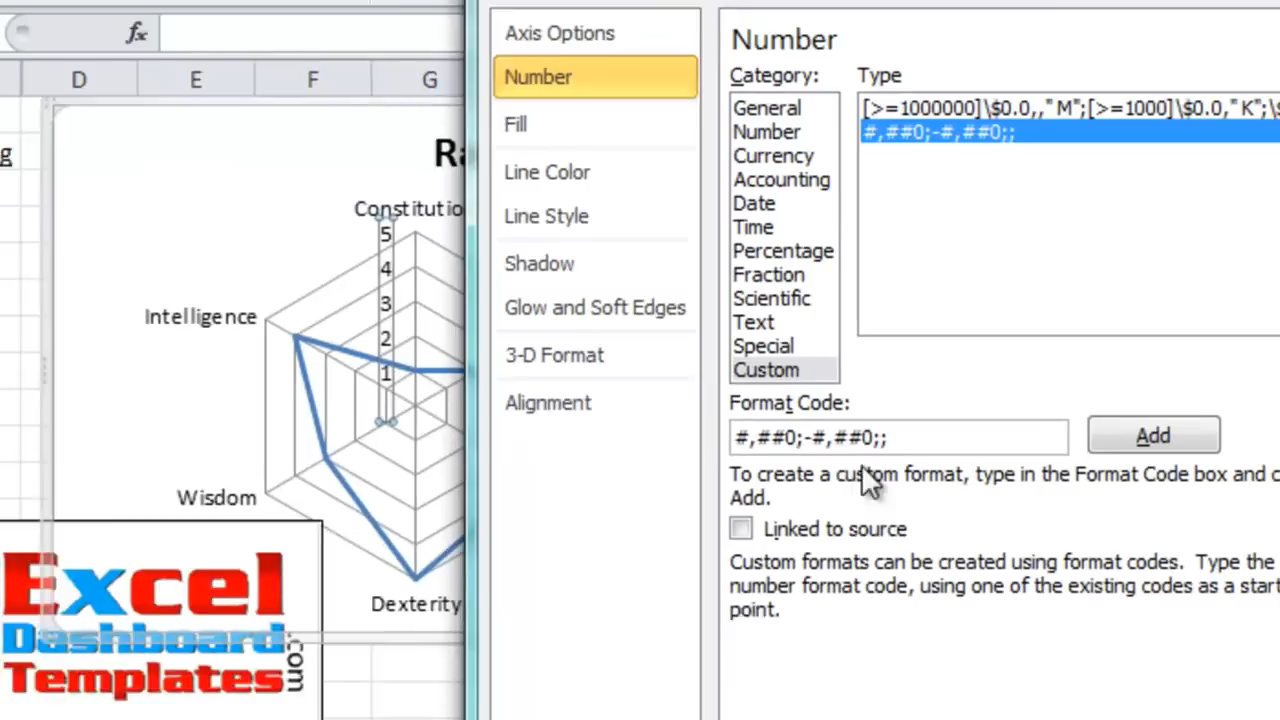 fx
D E F G
g
Ra
Constitutio
5
4
3
2
1
Intelligence
Wisdom
Dexterity
Excel
Dashboard
Templates
.com
Axis Options
Number
Fill
Line Color
Line Style
Shadow
Glow and Soft Edges
3-D Format
Alignment
Number
Category:
General
Number
Currency
Accounting
Date
Time
Percentage
Fraction
Scientific
Text
Special
Custom
Type
[>=1000000]\$0.0,," M";[>=1000]\$0.0," K";\$
#,##0;-#,##0;;
Format Code:
#,##0;-#,##0;;
Add
To create a custom format, type in the Format Code box and c
Add.
Linked to source
Custom formats can be created using format codes. Type the
number format code, using one of the existing codes as a start
point.